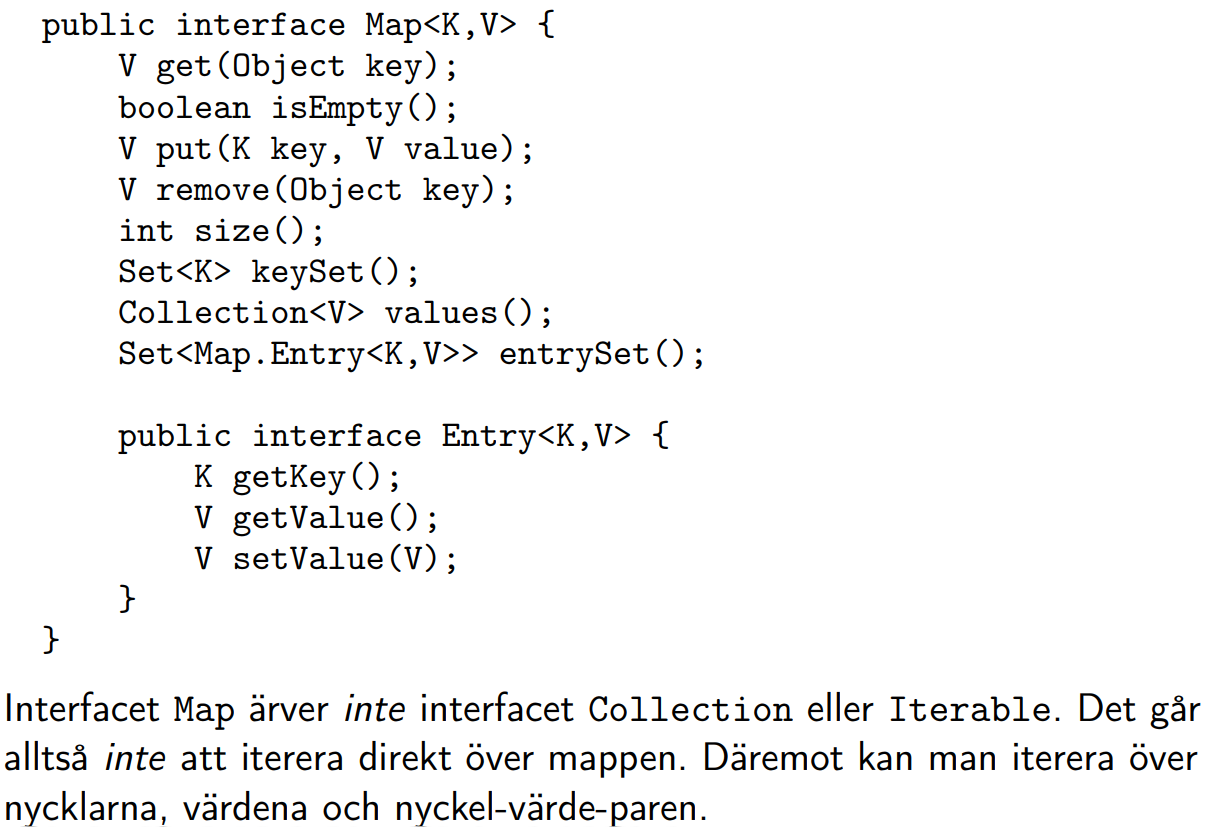 public interface Map<K,V> {
    V get(Object key);
    boolean isEmpty();
    V put(K key, V value);
    V remove(Object key);
    int size();
    Set<K> keySet();
    Collection<V> values();
    Set<Map.Entry<K,V>> entrySet();

    public interface Entry<K,V> {
        K getKey();
        V getValue();
        V setValue(V);
    }
}
Interfacet Map ärver inte interfacet Collection eller Iterable. Det går
alltså inte att iterera direkt över mappen. Däremot kan man iterera över
nycklarna, värdena och nyckel-värde-paren.